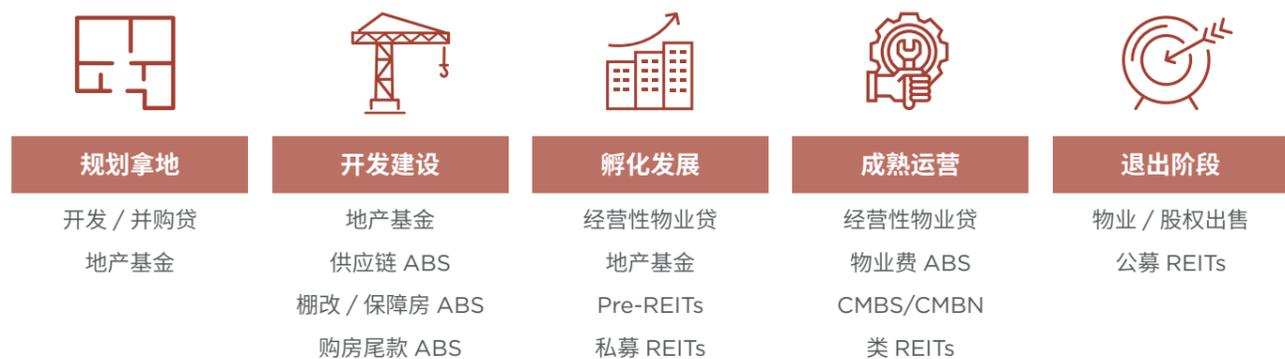 规划拿地
开发 / 并购贷
地产基金
开发建设
地产基金
供应链 ABS
棚改 / 保障房 ABS
购房尾款 ABS
孵化发展
经营性物业贷
地产基金
Pre-REITs
私募 REITs
成熟运营
经营性物业贷
物业费 ABS
CMBS/CMBN
类 REITs
退出阶段
物业 / 股权出售
公募 REITs